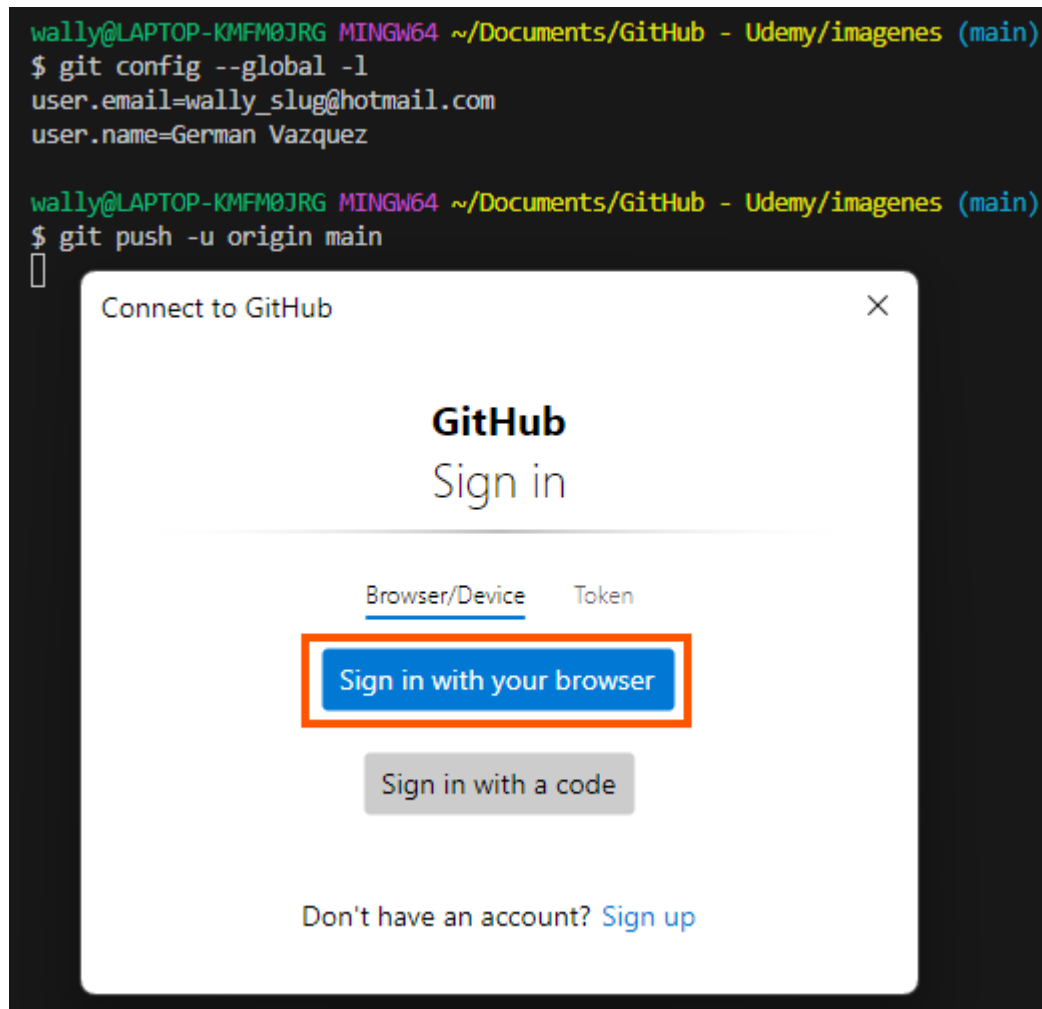 wally@LAPTOP-KMFM0JRG MINGW64 ~/Documents/GitHub - Udemy/imagenes (main)
$ git config --global -l
user.email=wally_slug@hotmail.com
user.name=German Vazquez
wally@LAPTOP-KMFM0JRG MINGW64 ~/Documents/GitHub - Udemy/imagenes (main)
$ git push -u origin main
Connect to GitHub
GitHub
Sign in
Browser/Device Token
Sign in with your browser
Sign in with a code
Don't have an account? Sign up